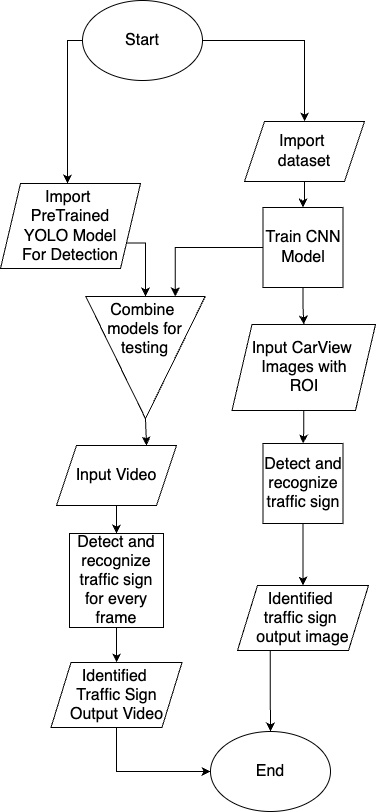 Start
Import
dataset
Import
PreTrained
YOLO Model
For Detection
Train CNN
Model
Combine
models for
testing
Input CarView
Images with
ROI
Input Video
Detect and
recognize
traffic sign
Detect and
recognize
traffic sign
for every
frame
Identified
traffic sign
output image
Identified
Traffic Sign
Output Video
End